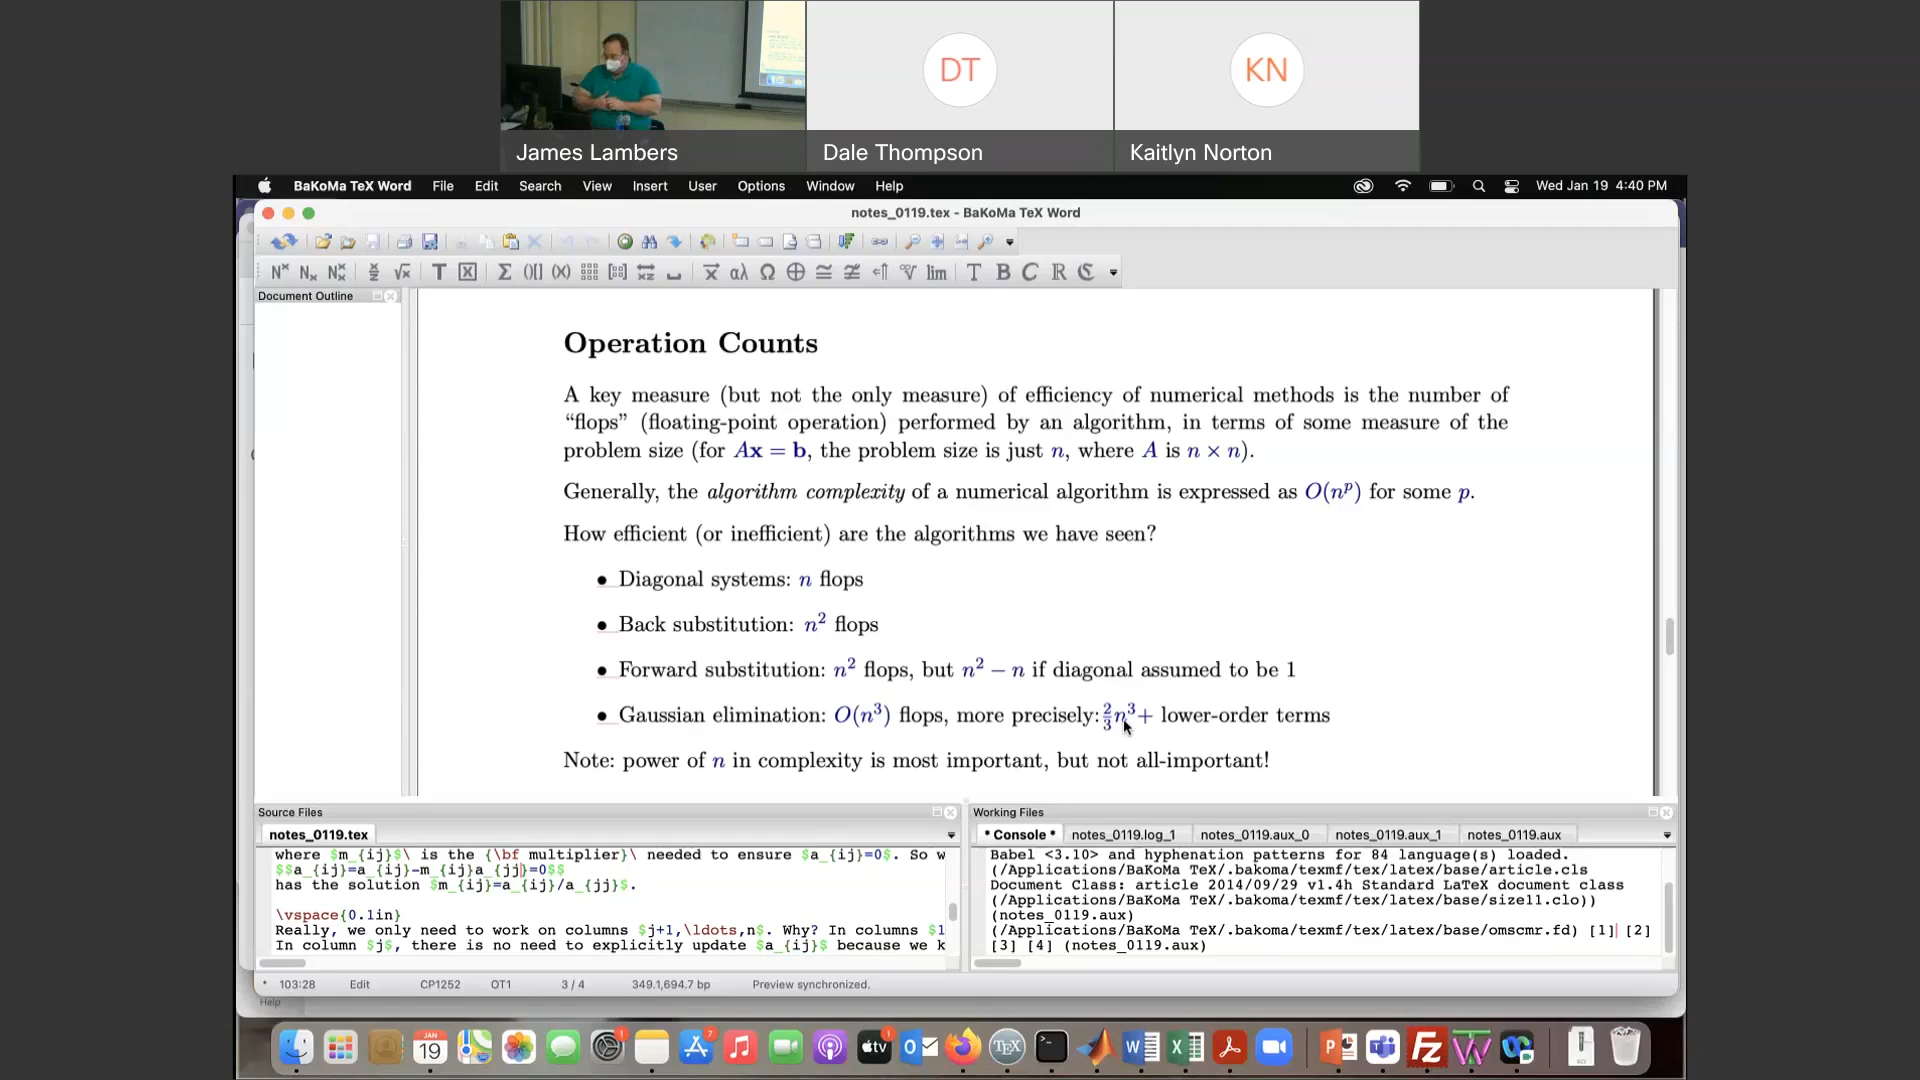 DT
KN
James Lambers
Dale Thompson
Kaitlyn Norton
BaKoMa TeX Word File Edit Search View Insert User Options Window Help Wed Jan 19 4:40 PM
notes_0119.tex - BaKoMa TeX Word
Document Outline
Operation Counts
A key measure (but not the only measure) of efficiency of numerical methods is the number of
“flops” (floating-point operation) performed by an algorithm, in terms of some measure of the
problem size (for Ax = b, the problem size is just n, where A is n × n).
Generally, the algorithm complexity of a numerical algorithm is expressed as O(n^p) for some p.
How efficient (or inefficient) are the algorithms we have seen?
• Diagonal systems: n flops
• Back substitution: n² flops
• Forward substitution: n² flops, but n² − n if diagonal assumed to be 1
• Gaussian elimination: O(n³) flops, more precisely: 2/3 n³+ lower-order terms
Note: power of n in complexity is most important, but not all-important!
Source Files
notes_0119.tex
where $m_{ij}$\ is the {\bf multiplier}\ needed to ensure $a_{ij}=0$. So w
$$a_{ij}=a_{ij}-m_{ij}a_{jj}=0$$
has the solution $m_{ij}=a_{ij}/a_{jj}$.
\vspace{0.1in}
Really, we only need to work on columns $j+1,\ldots,n$. Why? In columns $1
In column $j$, there is no need to explicitly update $a_{ij}$ because we k
Working Files
* Console * notes_0119.log_1 notes_0119.aux_0 notes_0119.aux_1 notes_0119.aux
Babel <3.10> and hyphenation patterns for 84 language(s) loaded.
(/Applications/BaKoMa TeX/.bakoma/texmf/tex/latex/base/article.cls
Document Class: article 2014/09/29 v1.4h Standard LaTeX document class
(/Applications/BaKoMa TeX/.bakoma/texmf/tex/latex/base/size11.clo))
(notes_0119.aux)
(/Applications/BaKoMa TeX/.bakoma/texmf/tex/latex/base/omscmr.fd) [1] [2]
[3] [4] (notes_0119.aux)
* 103:28 Edit CP1252 OT1 3 / 4 349.1,694.7 bp Preview synchronized.
Help
JAN
19
1
7
tv
1
TEX